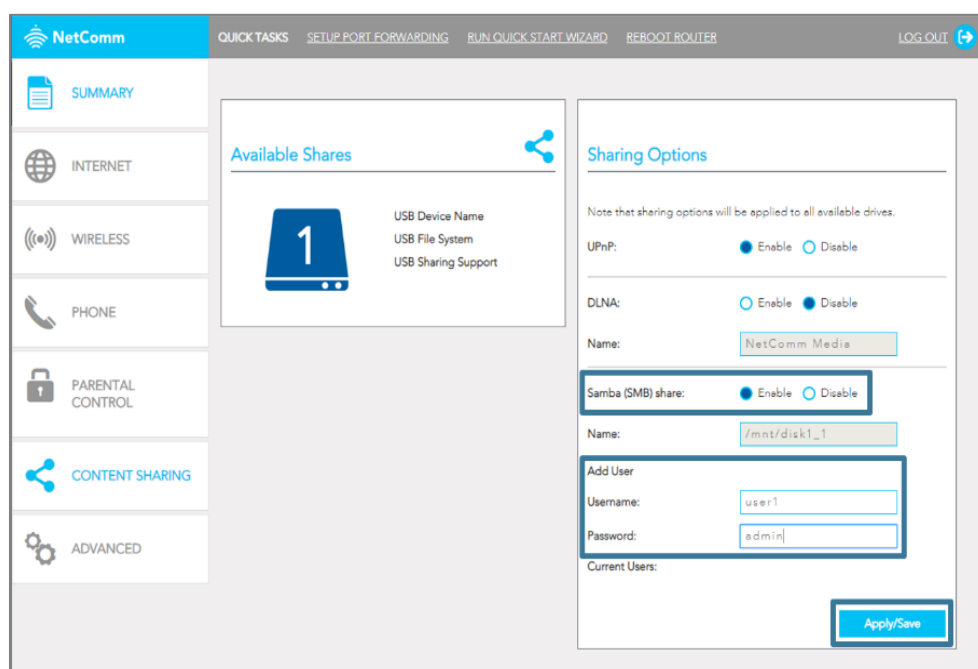 NetComm
QUICK TASKS SETUP PORT FORWARDING RUN QUICK START WIZARD REBOOT ROUTER LOG OUT
SUMMARY
INTERNET
WIRELESS
PHONE
PARENTAL
CONTROL
CONTENT SHARING
ADVANCED
Available Shares
1
USB Device Name
USB File System
USB Sharing Support
Sharing Options
Note that sharing options will be applied to all available drives.
UPnP: Enable Disable
DLNA: Enable Disable
Name: NetComm Media
Samba (SMB) share: Enable Disable
Name: /mnt/disk1_1
Add User
Username: user1
Password: admin
Current Users:
Apply/Save